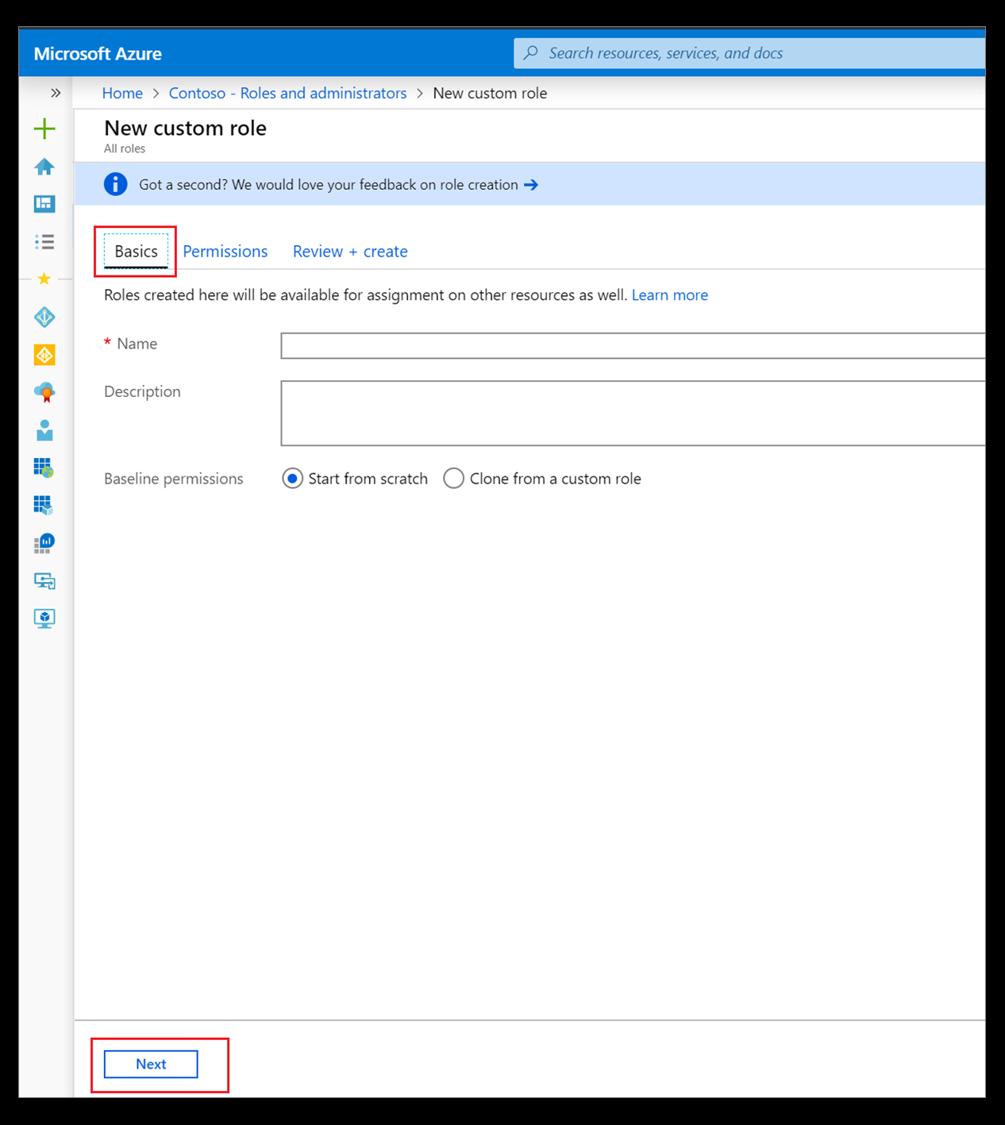 Microsoft Azure
Search resources, services, and docs
Home > Contoso - Roles and administrators > New custom role
New custom role
All roles
Got a second? We would love your feedback on role creation →
Basics Permissions Review + create
Roles created here will be available for assignment on other resources as well. Learn more
* Name
Description
Baseline permissions Start from scratch Clone from a custom role
Next